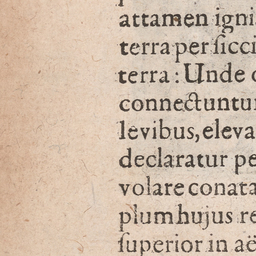 attamen igni
terra per ſicci
terra : Unde
connectuntu
levibus, eleva
declaratur pe
volare conata
plum hujus re
ſuperior in aë